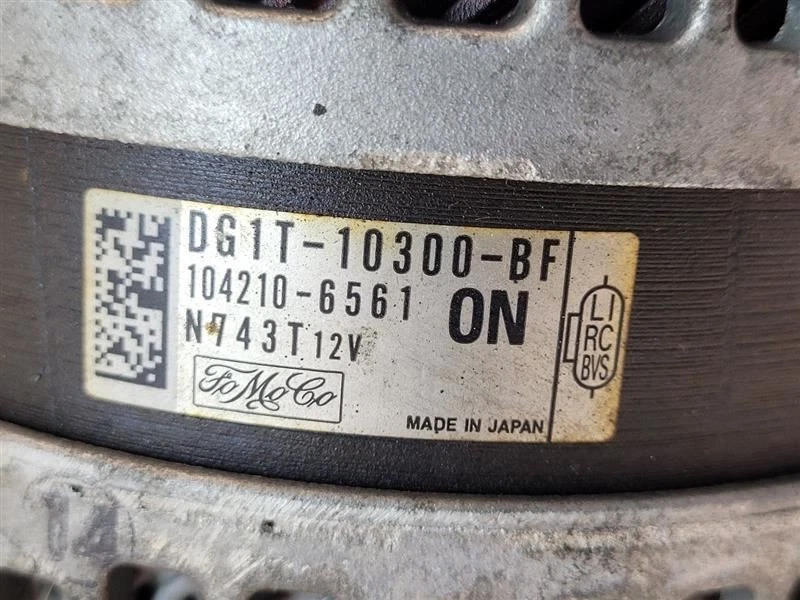 DG1T-10300-BF
104210-6561 ON
N743T 12V
FoMoCo
MADE IN JAPAN
LI
RC
BVS
14